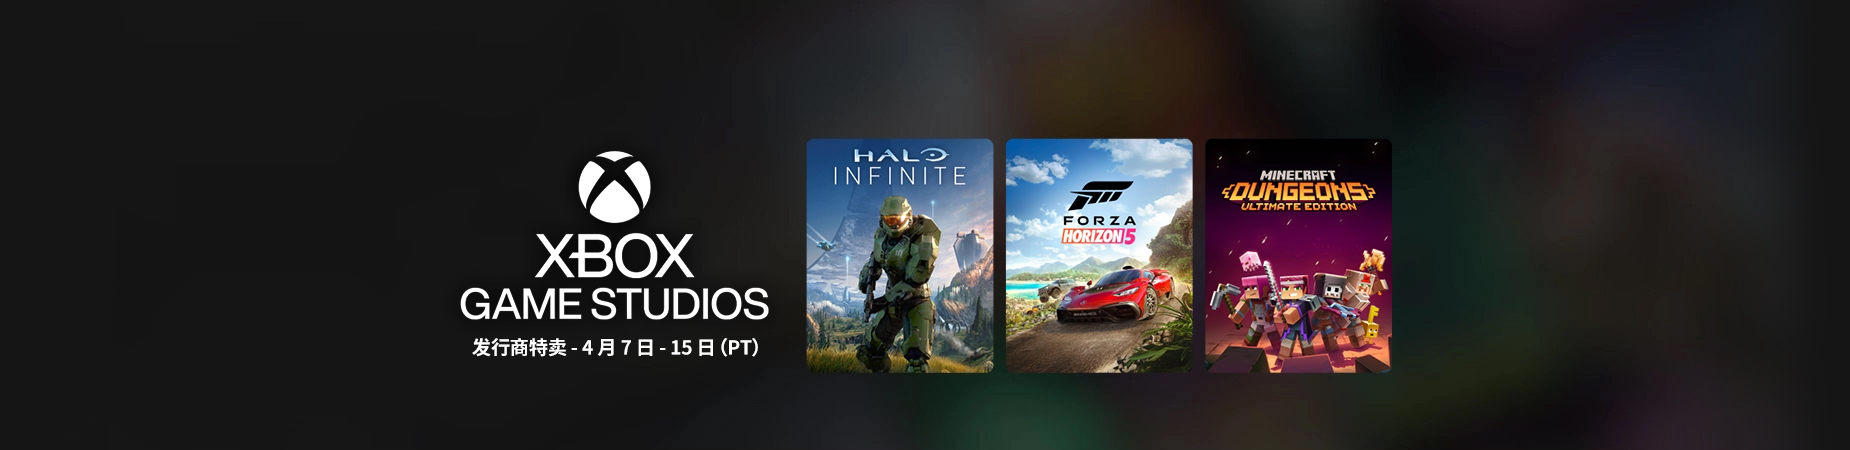 XBOX
GAME STUDIOS
发行商特卖 - 4 月 7 日 - 15 日 (PT)
HALO
INFINITE
FORZA
HORIZON 5
MINECRAFT
DUNGEONS
ULTIMATE EDITION